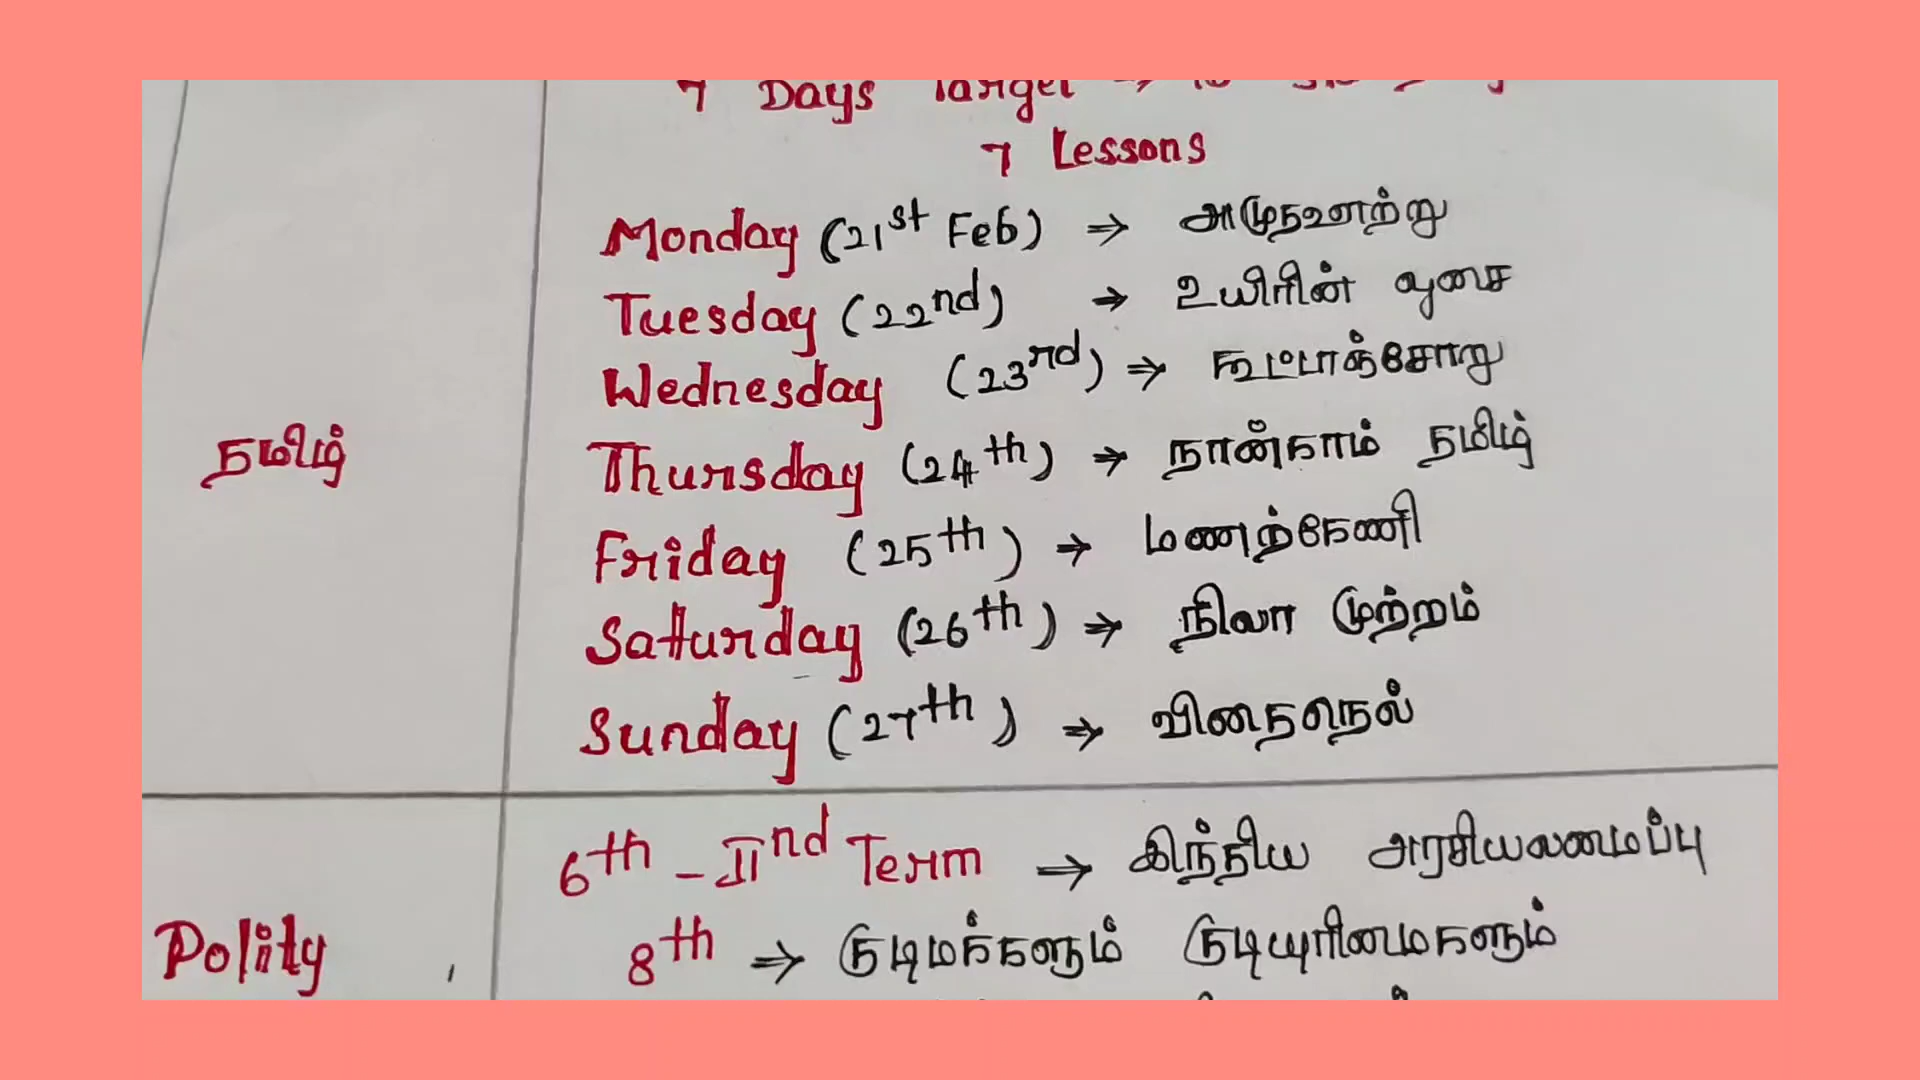 7 Days Target →
7 Lessons
Monday (21st Feb) → அமுதஊற்று
Tuesday (22nd) → உயிரின் ஓசை
Wednesday (23rd) → கூட்டாஞ்சோறு
தமிழ்
Thursday (24th) → நான்காம் தமிழ்
Friday (25th) → மணற்கேணி
Saturday (26th) → நிலா முற்றம்
Sunday (27th) → விதைநெல்
6th - IInd Term → இந்திய அரசியலமைப்பு
Polity
8th → குடிமக்களும் குடியுரிமைகளும்